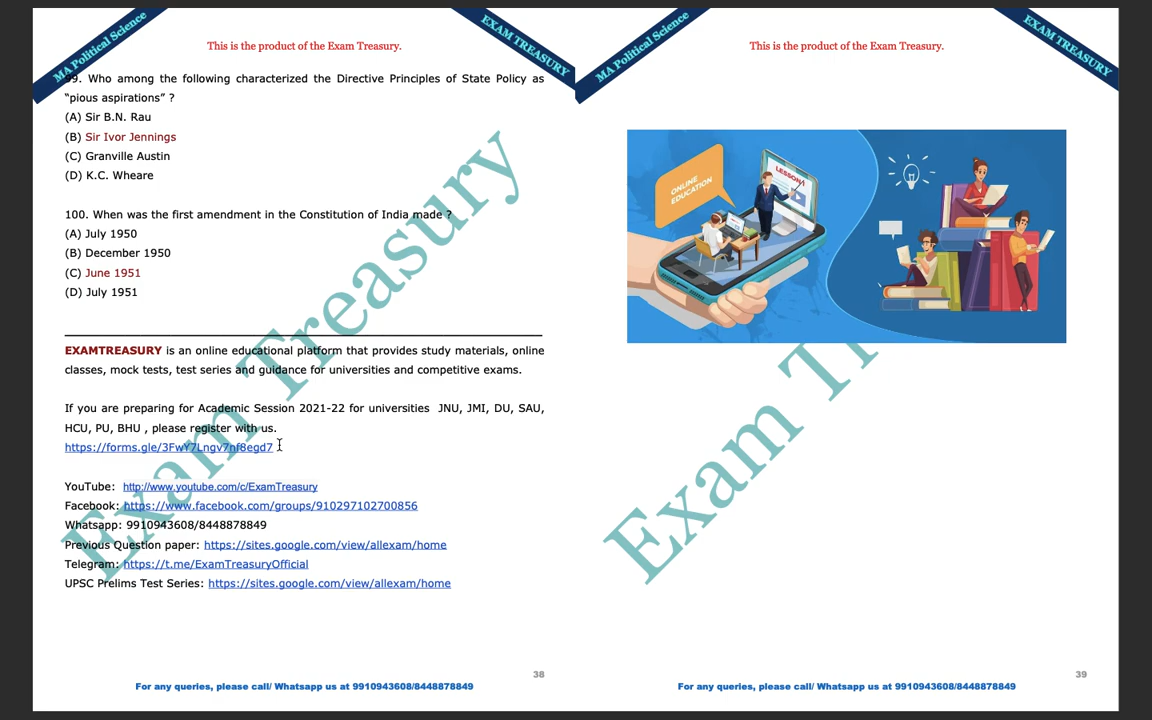 MA Political Science
EXAM TREASURY
This is the product of the Exam Treasury.
99. Who among the following characterized the Directive Principles of State Policy as
“pious aspirations” ?
(A) Sir B.N. Rau
(B) Sir Ivor Jennings
(C) Granville Austin
(D) K.C. Wheare
100. When was the first amendment in the Constitution of India made ?
(A) July 1950
(B) December 1950
(C) June 1951
(D) July 1951
EXAMTREASURY is an online educational platform that provides study materials, online
classes, mock tests, test series and guidance for universities and competitive exams.
If you are preparing for Academic Session 2021-22 for universities JNU, JMI, DU, SAU,
HCU, PU, BHU , please register with us.
https://forms.gle/3FwY7Lngv7nf8egd7
YouTube: http://www.youtube.com/c/ExamTreasury
Facebook: https://www.facebook.com/groups/910297102700856
Whatsapp: 9910943608/8448878849
Previous Question paper: https://sites.google.com/view/allexam/home
Telegram: https://t.me/ExamTreasuryOfficial
UPSC Prelims Test Series: https://sites.google.com/view/allexam/home
Exam Treasury
38
For any queries, please call/ Whatsapp us at 9910943608/8448878849
MA Political Science
EXAM TREASURY
This is the product of the Exam Treasury.
ONLINE
EDUCATION
LESSON1
Exam Tr
39
For any queries, please call/ Whatsapp us at 9910943608/8448878849